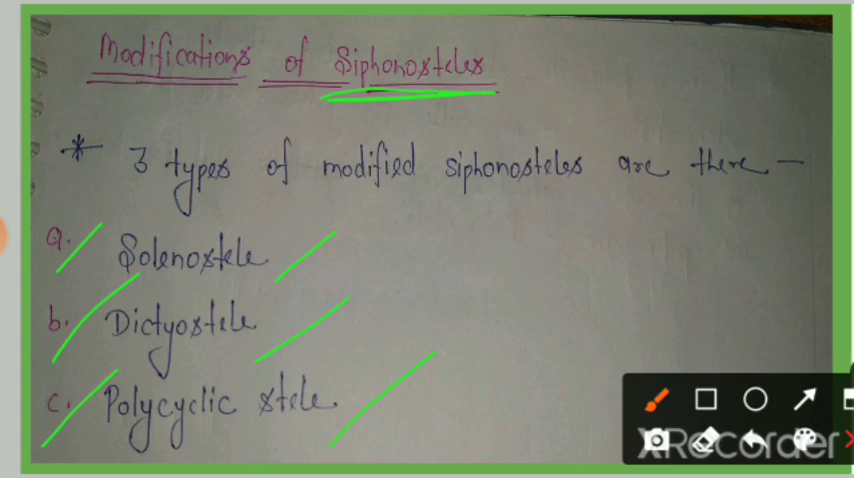 Modifications of Siphonosteles
* 3 types of modified siphonosteles are there -
a. Solenostele
b. Dictyostele
c. Polycyclic stele.
XRecorder